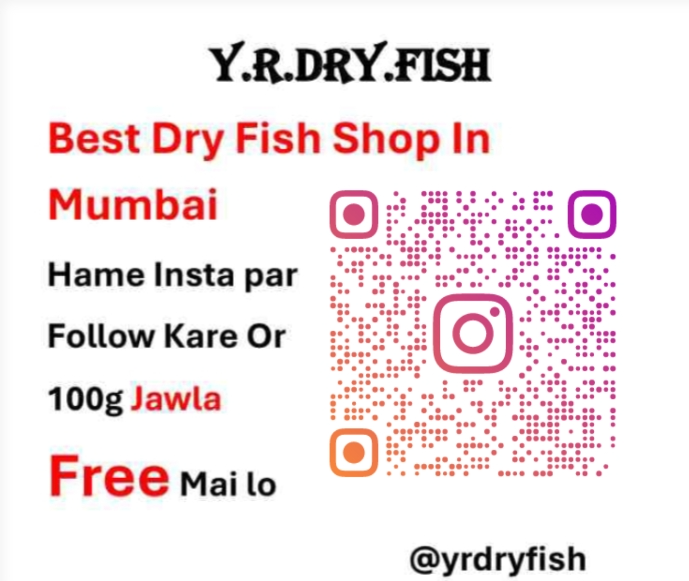 Y.R.DRY.FISH
Best Dry Fish Shop In
Mumbai
Hame Insta par
Follow Kare Or
100g Jawla
Free Mai lo
@yrdryfish